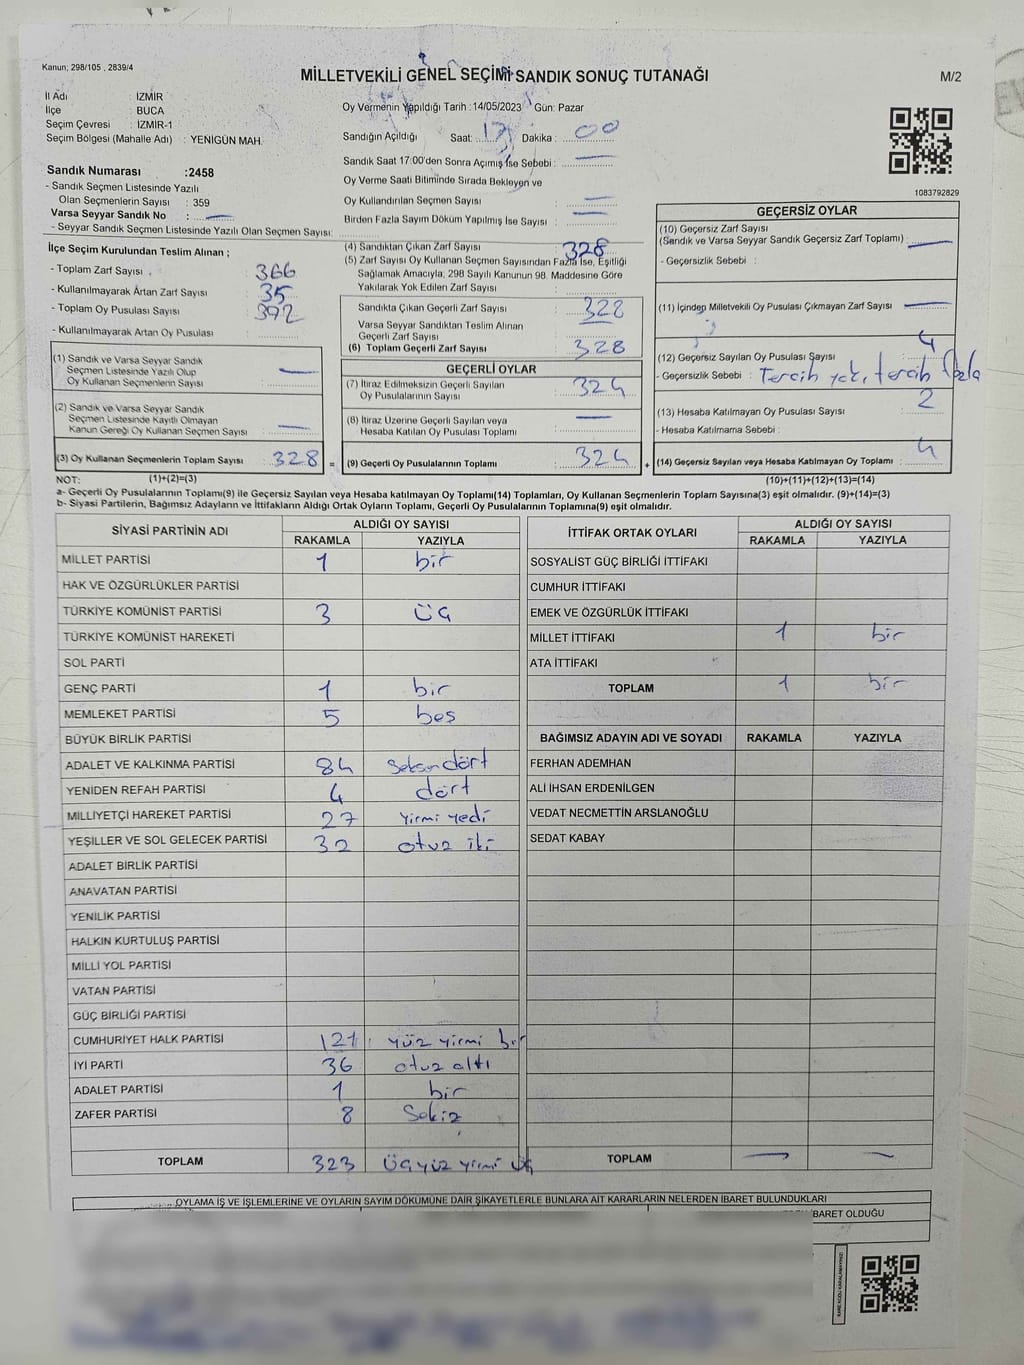 Kanun; 298/105 , 2839/4
MİLLETVEKİLİ GENEL SEÇİMİ SANDIK SONUÇ TUTANAĞI
M/2
İl Adı : İZMİR
İlçe : BUCA
Seçim Çevresi : İZMİR-1
Seçim Bölgesi (Mahalle Adı) : YENİGÜN MAH.
Oy Vermenin Yapıldığı Tarih :14/05/2023 Gün: Pazar
Sandığın Açıldığı Saat: 17 Dakika : 00
Sandık Saat 17:00'den Sonra Açılmış İse Sebebi : —
Oy Verme Saati Bitiminde Sırada Bekleyen ve
Oy Kullandırılan Seçmen Sayısı : —
Birden Fazla Sayım Döküm Yapılmış İse Sayısı : —
Sandık Numarası :2458
- Sandık Seçmen Listesinde Yazılı
Olan Seçmenlerin Sayısı : 359
Varsa Seyyar Sandık No : —
- Seyyar Sandık Seçmen Listesinde Yazılı Olan Seçmen Sayısı:
1083792829
İlçe Seçim Kurulundan Teslim Alınan ;
- Toplam Zarf Sayısı : 366
- Kullanılmayarak Artan Zarf Sayısı : 35
- Toplam Oy Pusulası Sayısı : 392
- Kullanılmayarak Artan Oy Pusulası :
(1) Sandık ve Varsa Seyyar Sandık
Seçmen Listesinde Yazılı Olup
Oy Kullanan Seçmenlerin Sayısı : —
(2) Sandık ve Varsa Seyyar Sandık
Seçmen Listesinde Kayıtlı Olmayan
Kanun Gereği Oy Kullanan Seçmen Sayısı : —
(3) Oy Kullanan Seçmenlerin Toplam Sayısı : 328 =
(1)+(2)=(3)
(4) Sandıktan Çıkan Zarf Sayısı : 328
(5) Zarf Sayısı Oy Kullanan Seçmen Sayısından Fazla İse, Eşitliği
Sağlamak Amacıyla; 298 Sayılı Kanunun 98. Maddesine Göre
Yakılarak Yok Edilen Zarf Sayısı :
Sandıkta Çıkan Geçerli Zarf Sayısı : 328
Varsa Seyyar Sandıktan Teslim Alınan
Geçerli Zarf Sayısı :
(6) Toplam Geçerli Zarf Sayısı : 328
GEÇERLİ OYLAR
(7) İtiraz Edilmeksizin Geçerli Sayılan
Oy Pusulalarının Sayısı : 324
(8) İtiraz Üzerine Geçerli Sayılan veya
Hesaba Katılan Oy Pusulası Toplamı : —
(9) Geçerli Oy Pusulalarının Toplamı : 324 +
GEÇERSİZ OYLAR
(10) Geçersiz Zarf Sayısı
(Sandık ve Varsa Seyyar Sandık Geçersiz Zarf Toplamı) : —
- Geçersizlik Sebebi :
(11) İçinden Milletvekili Oy Pusulası Çıkmayan Zarf Sayısı : —
(12) Geçersiz Sayılan Oy Pusulası Sayısı : 4
- Geçersizlik Sebebi : Tercih yok, tercih fazla
(13) Hesaba Katılmayan Oy Pusulası Sayısı : 2
- Hesaba Katılmama Sebebi :
(14) Geçersiz Sayılan veya Hesaba Katılmayan Oy Toplamı : 4
(10)+(11)+(12)+(13)=(14)
NOT:
a- Geçerli Oy Pusulalarının Toplamı(9) ile Geçersiz Sayılan veya Hesaba katılmayan Oy Toplamı(14) Toplamları, Oy Kullanan Seçmenlerin Toplam Sayısına(3) eşit olmalıdır. (9)+(14)=(3)
b- Siyasi Partilerin, Bağımsız Adayların ve İttifakların Aldığı Ortak Oyların Toplamı, Geçerli Oy Pusulalarının Toplamına(9) eşit olmalıdır.
SİYASİ PARTİNİN ADI ALDIĞI OY SAYISI
RAKAMLA YAZIYLA
MİLLET PARTİSİ 1 bir
HAK VE ÖZGÜRLÜKLER PARTİSİ
TÜRKİYE KOMÜNİST PARTİSİ 3 üç
TÜRKİYE KOMÜNİST HAREKETİ
SOL PARTİ
GENÇ PARTİ 1 bir
MEMLEKET PARTİSİ 5 beş
BÜYÜK BİRLİK PARTİSİ
ADALET VE KALKINMA PARTİSİ 84 seksen dört
YENİDEN REFAH PARTİSİ 4 dört
MİLLİYETÇİ HAREKET PARTİSİ 27 yirmi yedi
YEŞİLLER VE SOL GELECEK PARTİSİ 32 otuz iki
ADALET BİRLİK PARTİSİ
ANAVATAN PARTİSİ
YENİLİK PARTİSİ
HALKIN KURTULUŞ PARTİSİ
MİLLİ YOL PARTİSİ
VATAN PARTİSİ
GÜÇ BİRLİĞİ PARTİSİ
CUMHURİYET HALK PARTİSİ 121 yüz yirmi bir
İYİ PARTİ 36 otuz altı
ADALET PARTİSİ 1 bir
ZAFER PARTİSİ 8 Sekiz
TOPLAM 323 üçyüz yirmi üç
İTTİFAK ORTAK OYLARI ALDIĞI OY SAYISI
RAKAMLA YAZIYLA
SOSYALİST GÜÇ BİRLİĞİ İTTİFAKI
CUMHUR İTTİFAKI
EMEK VE ÖZGÜRLÜK İTTİFAKI
MİLLET İTTİFAKI 1 bir
ATA İTTİFAKI
TOPLAM 1 bir
BAĞIMSIZ ADAYIN ADI VE SOYADI RAKAMLA YAZIYLA
FERHAN ADEMHAN
ALİ İHSAN ERDENİLGEN
VEDAT NECMETTİN ARSLANOĞLU
SEDAT KABAY
TOPLAM — —
OYLAMA İŞ VE İŞLEMLERİNE VE OYLARIN SAYIM DÖKÜMÜNE DAİR ŞİKAYETLERLE BUNLARA AİT KARARLARIN NELERDEN İBARET BULUNDUKLARI
İBARET OLDUĞU
KAREKODU KARALAMAYINIZ!